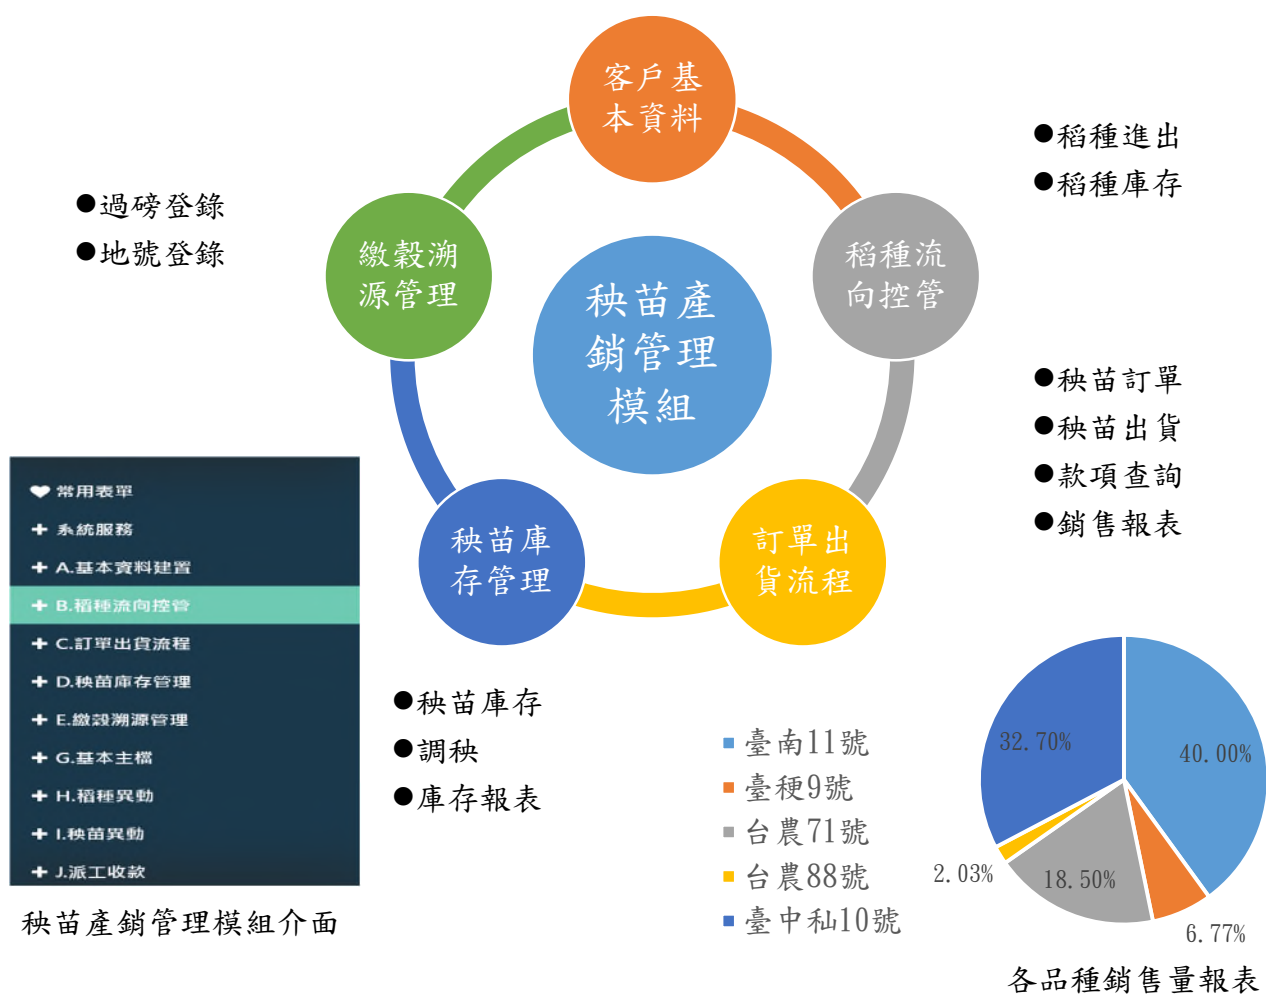 客戶基
本資料
●稻種進出
●稻種庫存
●過磅登錄
●地號登錄
繳穀溯
源管理
稻種流
向控管
秧苗產
銷管理
模組
●秧苗訂單
●秧苗出貨
●款項查詢
●銷售報表
秧苗庫
存管理
訂單出
貨流程
常用表單
系統服務
A.基本資料建置
B.稻種流向控管
C.訂單出貨流程
D.秧苗庫存管理
E.繳穀溯源管理
G.基本主檔
H.稻種異動
I.秧苗異動
J.派工收款
秧苗產銷管理模組介面
●秧苗庫存
●調秧
●庫存報表
臺南11號
臺稉9號
台農71號
台農88號
臺中秈10號
32.70%
40.00%
2.03%
18.50%
6.77%
各品種銷售量報表